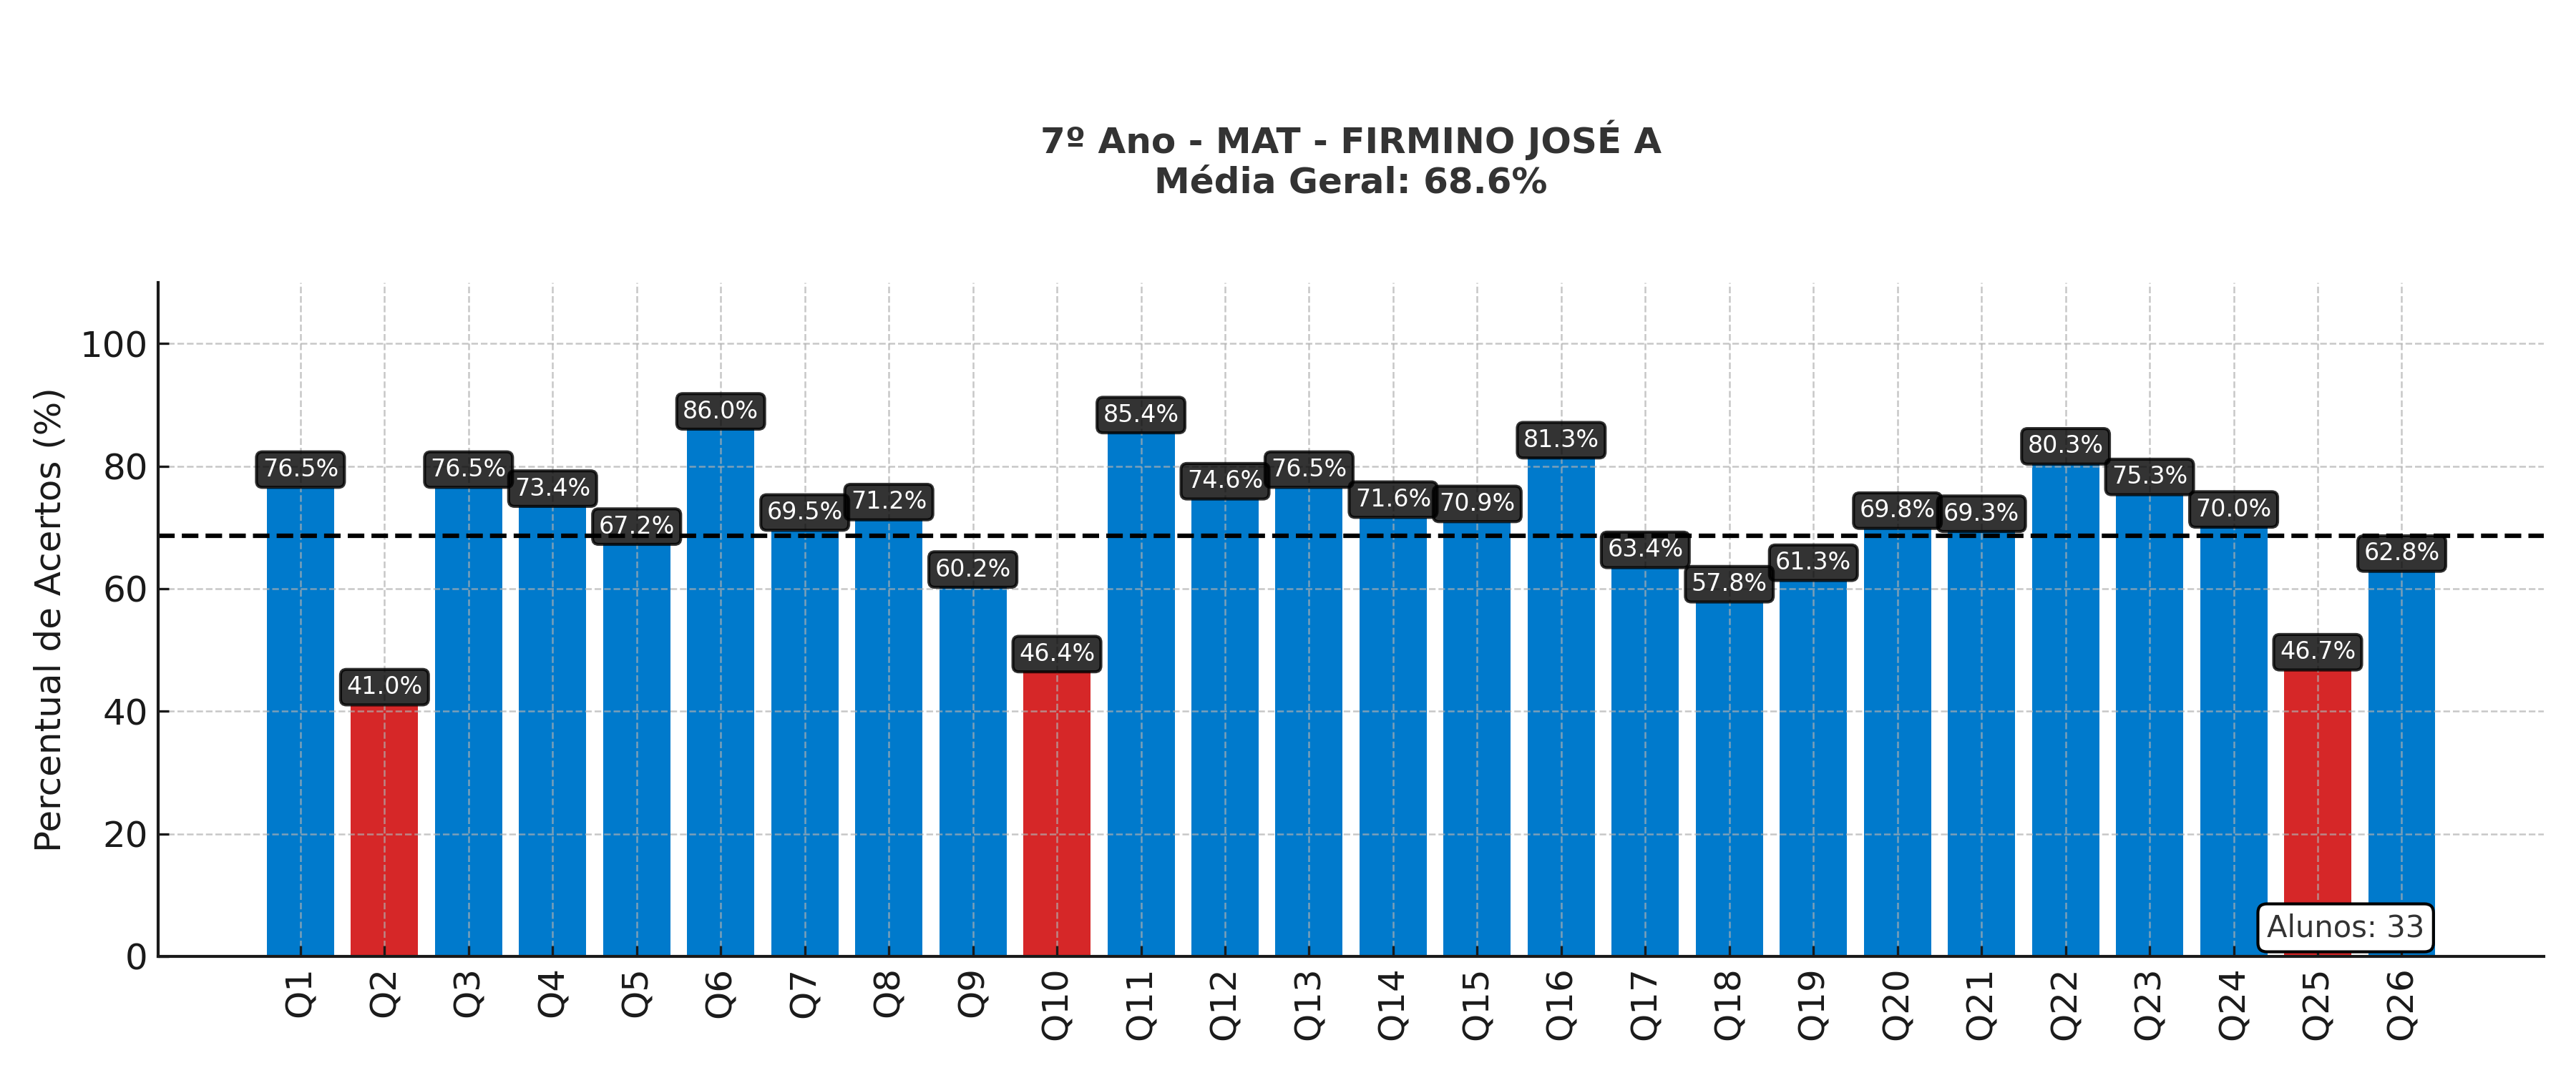 7º Ano - MAT - FIRMINO JOSÉ A
Média Geral: 68.6%
Percentual de Acertos (%)
100
80
60
40
20
0
76.5%
41.0%
76.5%
73.4%
67.2%
86.0%
69.5%
71.2%
60.2%
46.4%
85.4%
74.6%
76.5%
71.6%
70.9%
81.3%
63.4%
57.8%
61.3%
69.8%
69.3%
80.3%
75.3%
70.0%
46.7%
62.8%
Alunos: 33
Q1
Q2
Q3
Q4
Q5
Q6
Q7
Q8
Q9
Q10
Q11
Q12
Q13
Q14
Q15
Q16
Q17
Q18
Q19
Q20
Q21
Q22
Q23
Q24
Q25
Q26